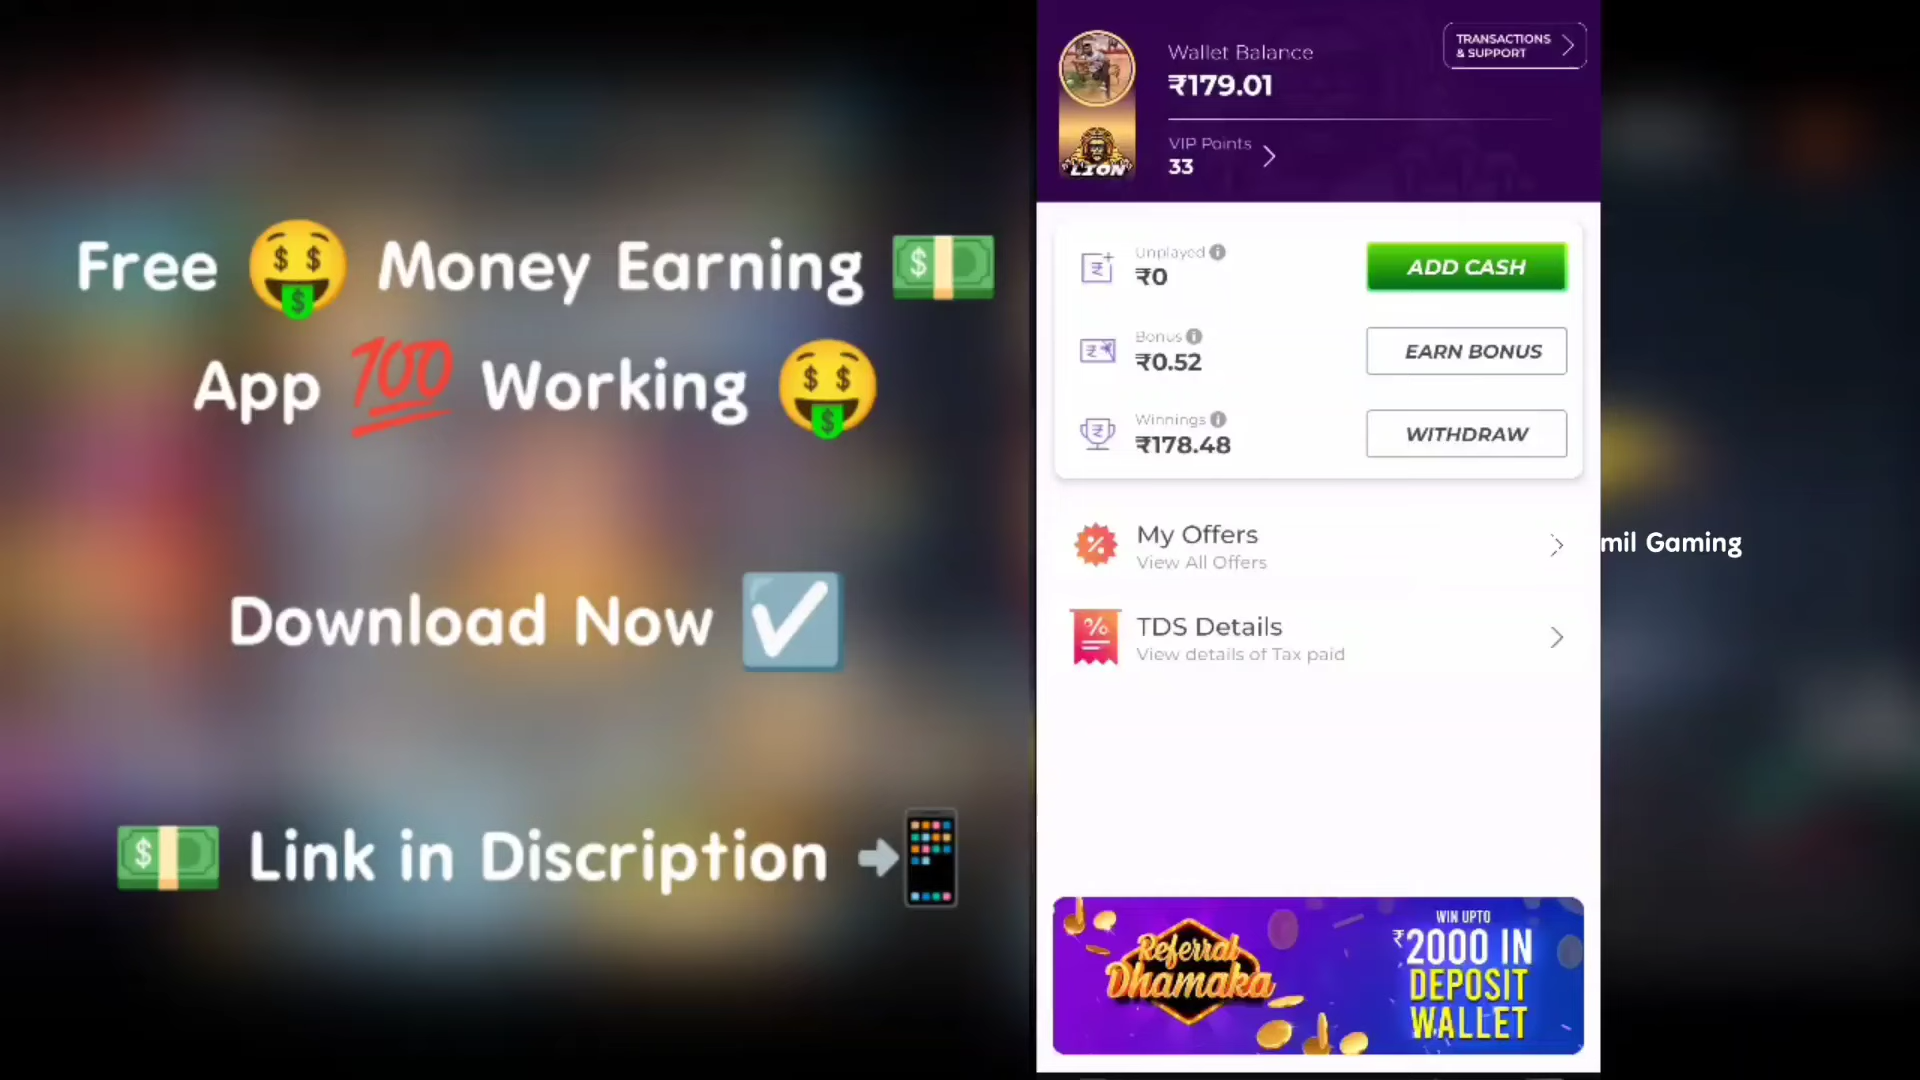 Free 🤑 Money Earning 💵
App 💯 Working 🤑
Download Now ☑️
💵 Link in Discription 📲
Wallet Balance
₹179.01
TRANSACTIONS
& SUPPORT
VIP Points
33
LION
Unplayed
₹0
ADD CASH
Bonus
₹0.52
EARN BONUS
Winnings
₹178.48
WITHDRAW
My Offers
View All Offers
mil Gaming
TDS Details
View details of Tax paid
Referral
Dhamaka
WIN UPTO
₹2000 IN
DEPOSIT
WALLET